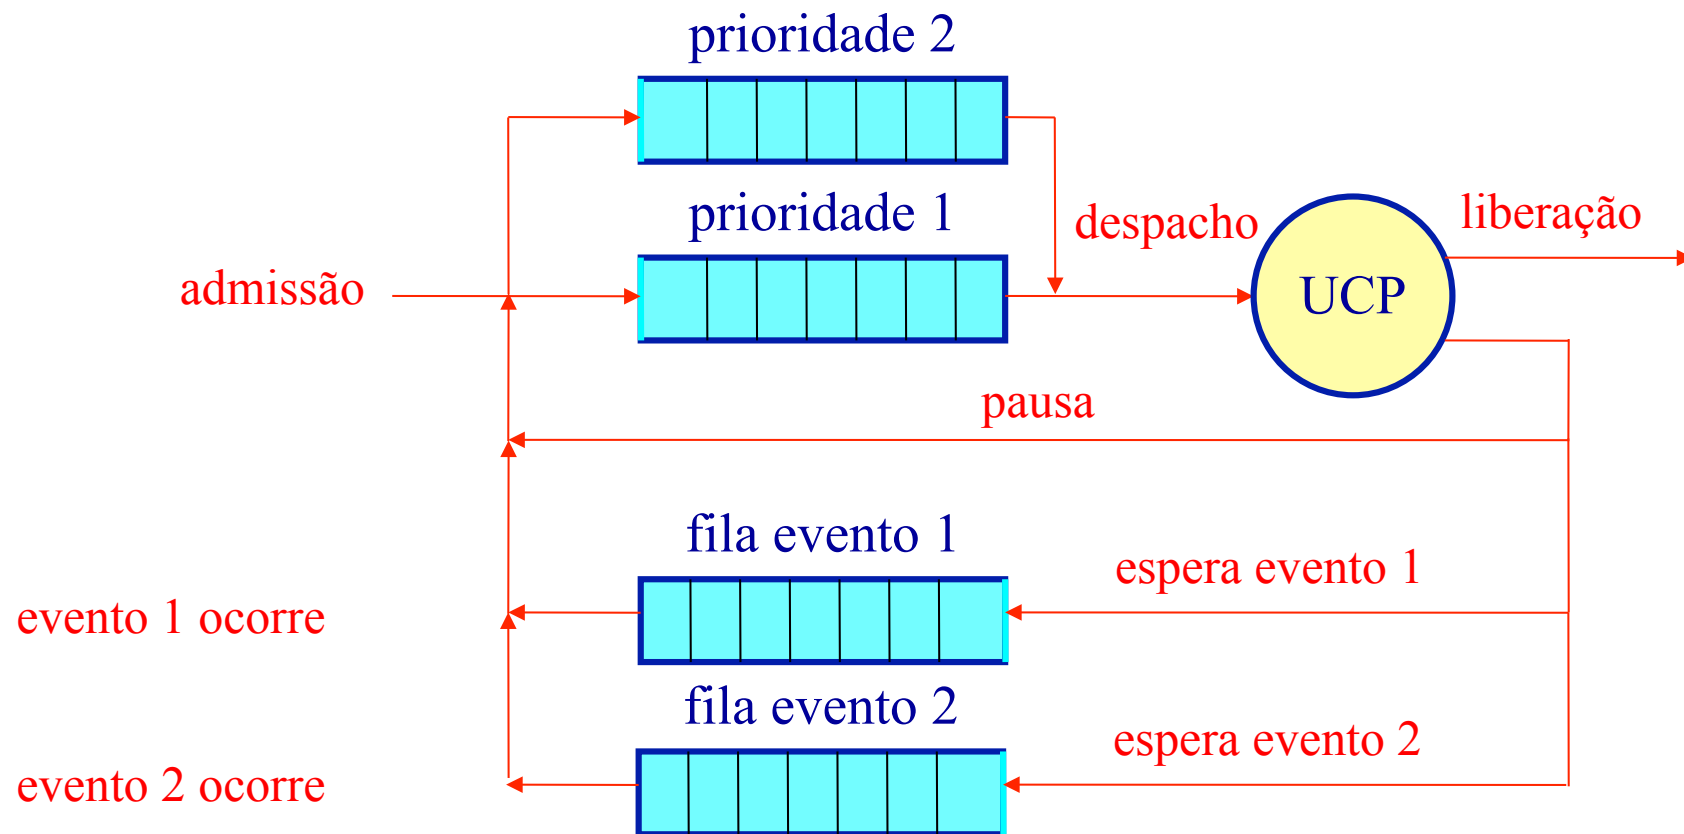 prioridade 2
prioridade 1
despacho
liberação
admissão
UCP
pausa
fila evento 1
espera evento 1
evento 1 ocorre
fila evento 2
espera evento 2
evento 2 ocorre